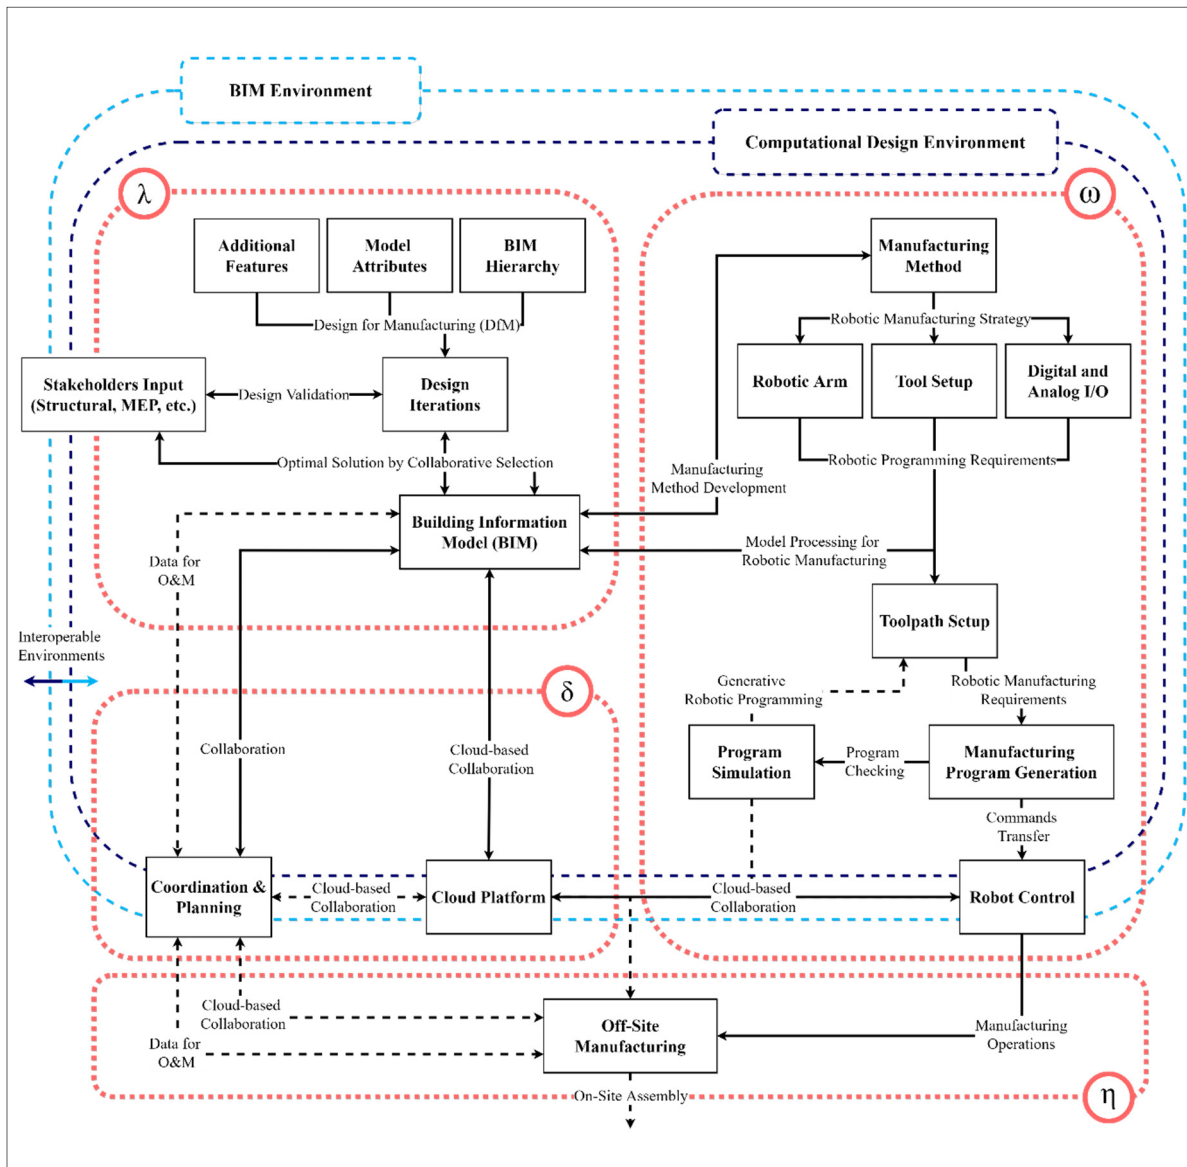 BIM Environment
Computational Design Environment
λ
ω
Additional
Features
Model
Attributes
BIM
Hierarchy
Manufacturing
Method
Design for Manufacturing (DfM)
Robotic Manufacturing Strategy
Stakeholders Input
(Structural, MEP, etc.)
Design Validation
Design
Iterations
Robotic Arm
Tool Setup
Digital and
Analog I/O
Optimal Solution by Collaborative Selection
Manufacturing
Method Development
Robotic Programming Requirements
Building Information
Model (BIM)
Data for
O&M
Model Processing for
Robotic Manufacturing
Toolpath Setup
Interoperable
Environments
δ
Generative
Robotic Programming
Robotic Manufacturing
Requirements
Collaboration
Cloud-based
Collaboration
Program
Simulation
Program
Checking
Manufacturing
Program Generation
Commands
Transfer
Coordination &
Planning
Cloud-based
Collaboration
Cloud Platform
Cloud-based
Collaboration
Robot Control
Cloud-based
Collaboration
Data for
O&M
Off-Site
Manufacturing
Manufacturing
Operations
On-Site Assembly
η